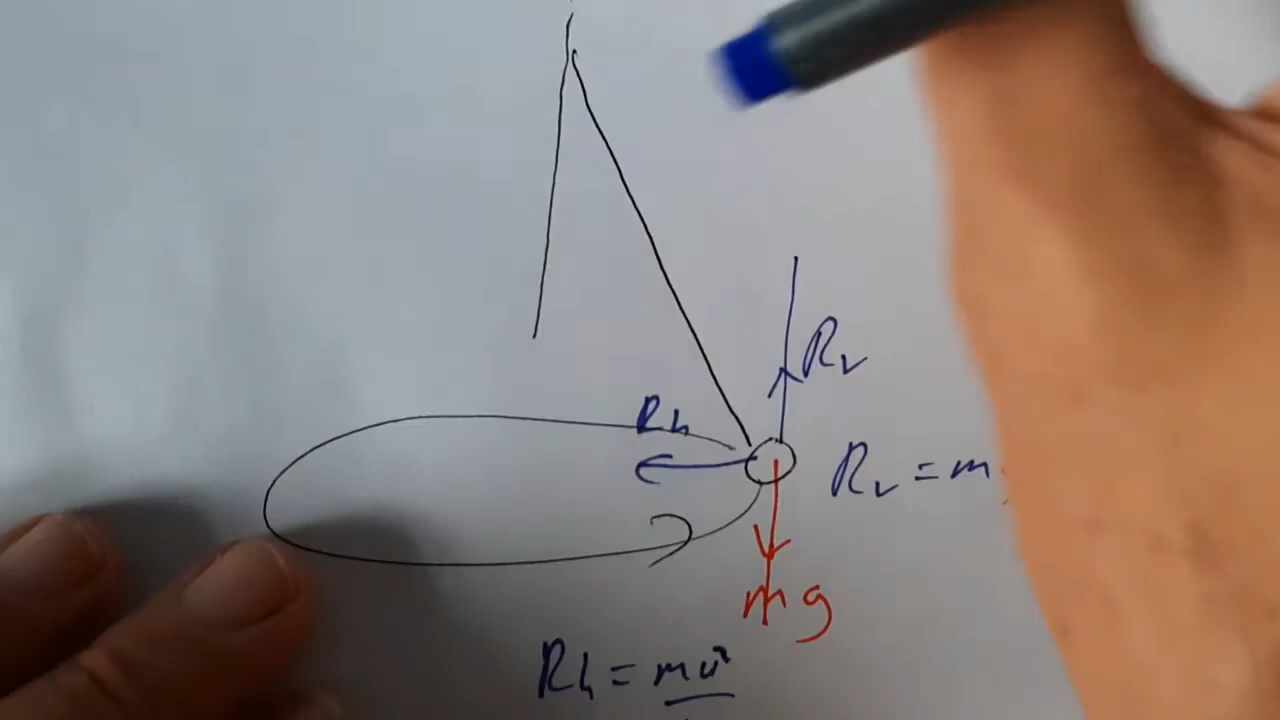 Rv
Rh
Rv = m
mg
Rh = mv²